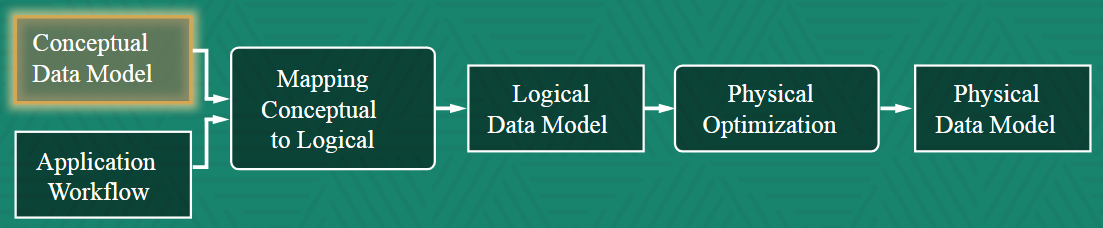 Conceptual
Data Model
Application
Workflow
Mapping
Conceptual
to Logical
Logical
Data Model
Physical
Optimization
Physical
Data Model